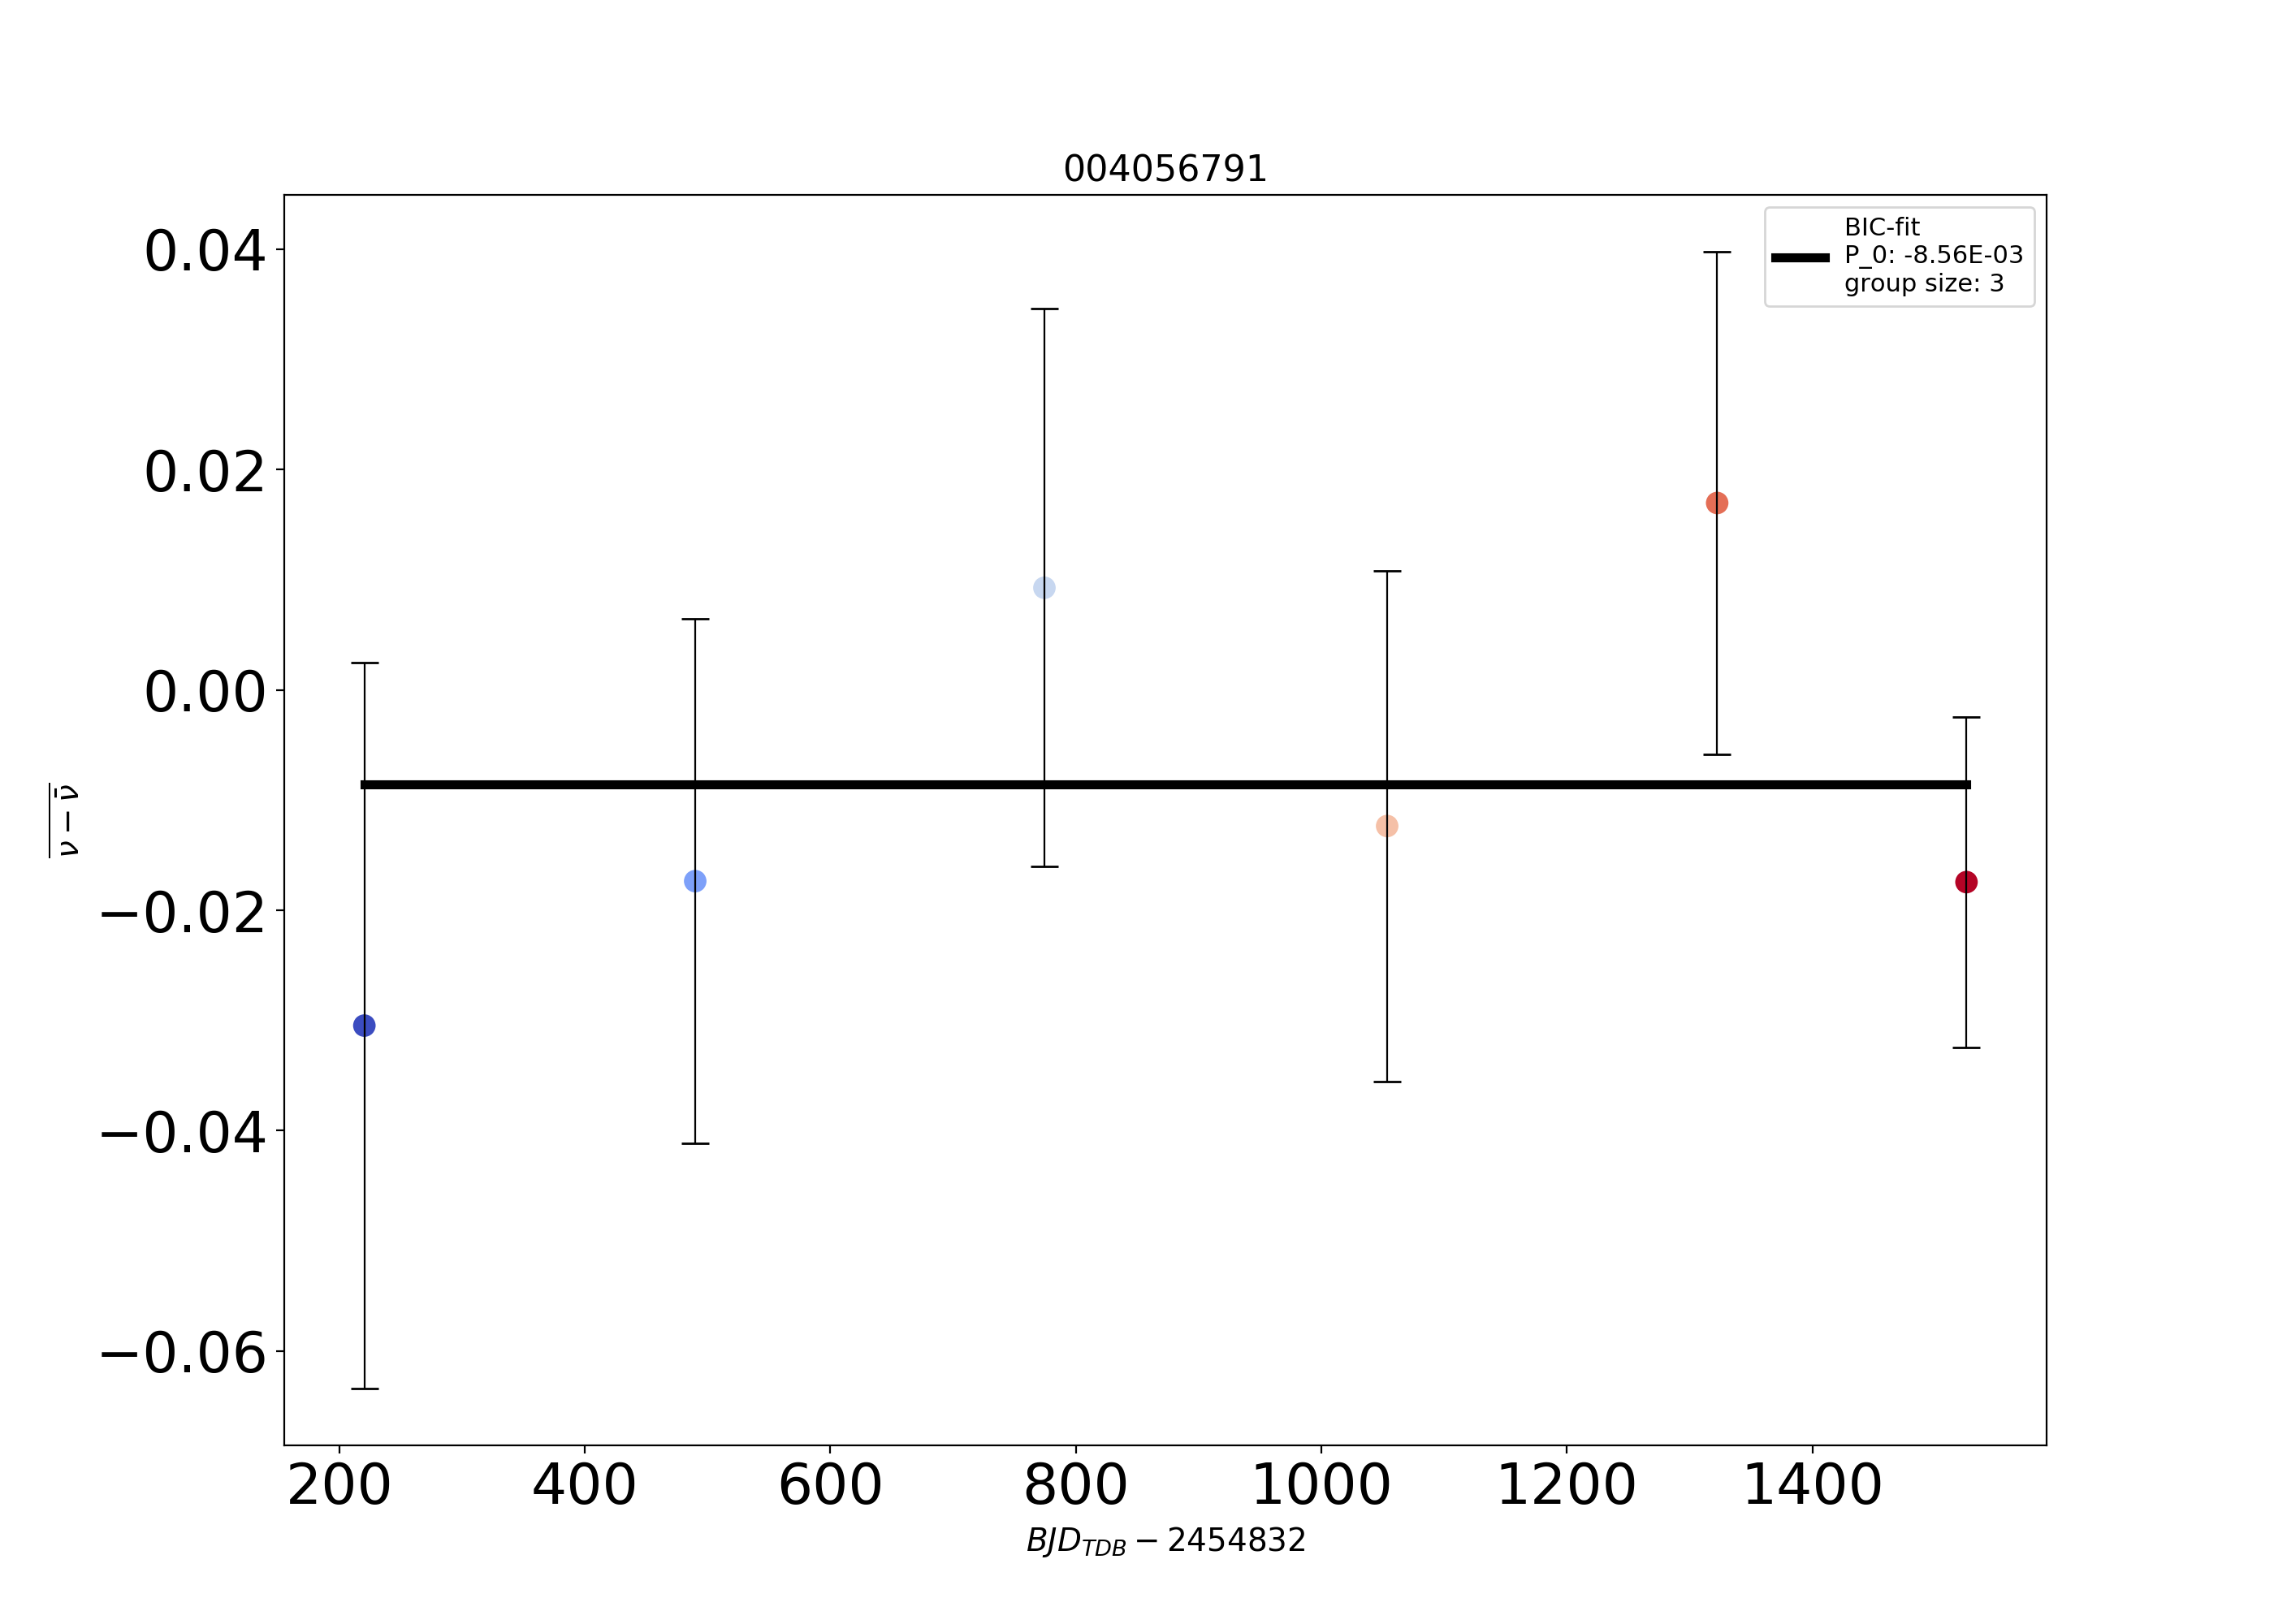 004056791
BIC-fit
P_0: -8.56E-03
group size: 3
0.04
0.02
0.00
−0.02
−0.04
−0.06
ν − ν̄
200 400 600 800 1000 1200 1400
BJD_TDB − 2454832